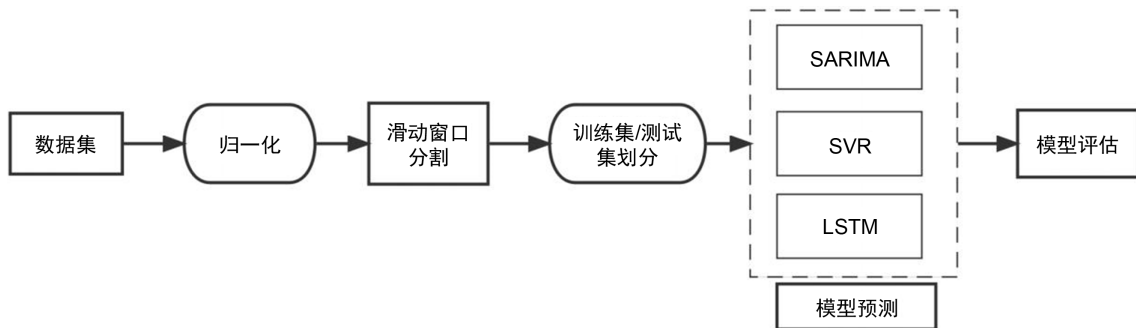 数据集
归一化
滑动窗口
分割
训练集/测试
集划分
SARIMA
SVR
LSTM
模型预测
模型评估